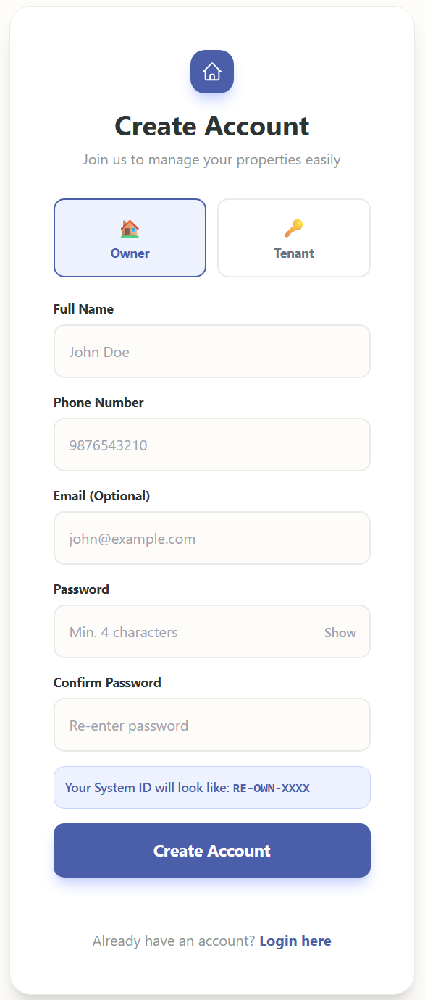 Create Account
Join us to manage your properties easily
Owner
Tenant
Full Name
John Doe
Phone Number
9876543210
Email (Optional)
john@example.com
Password
Min. 4 characters
Show
Confirm Password
Re-enter password
Your System ID will look like: RE-OWN-XXXX
Create Account
Already have an account? Login here